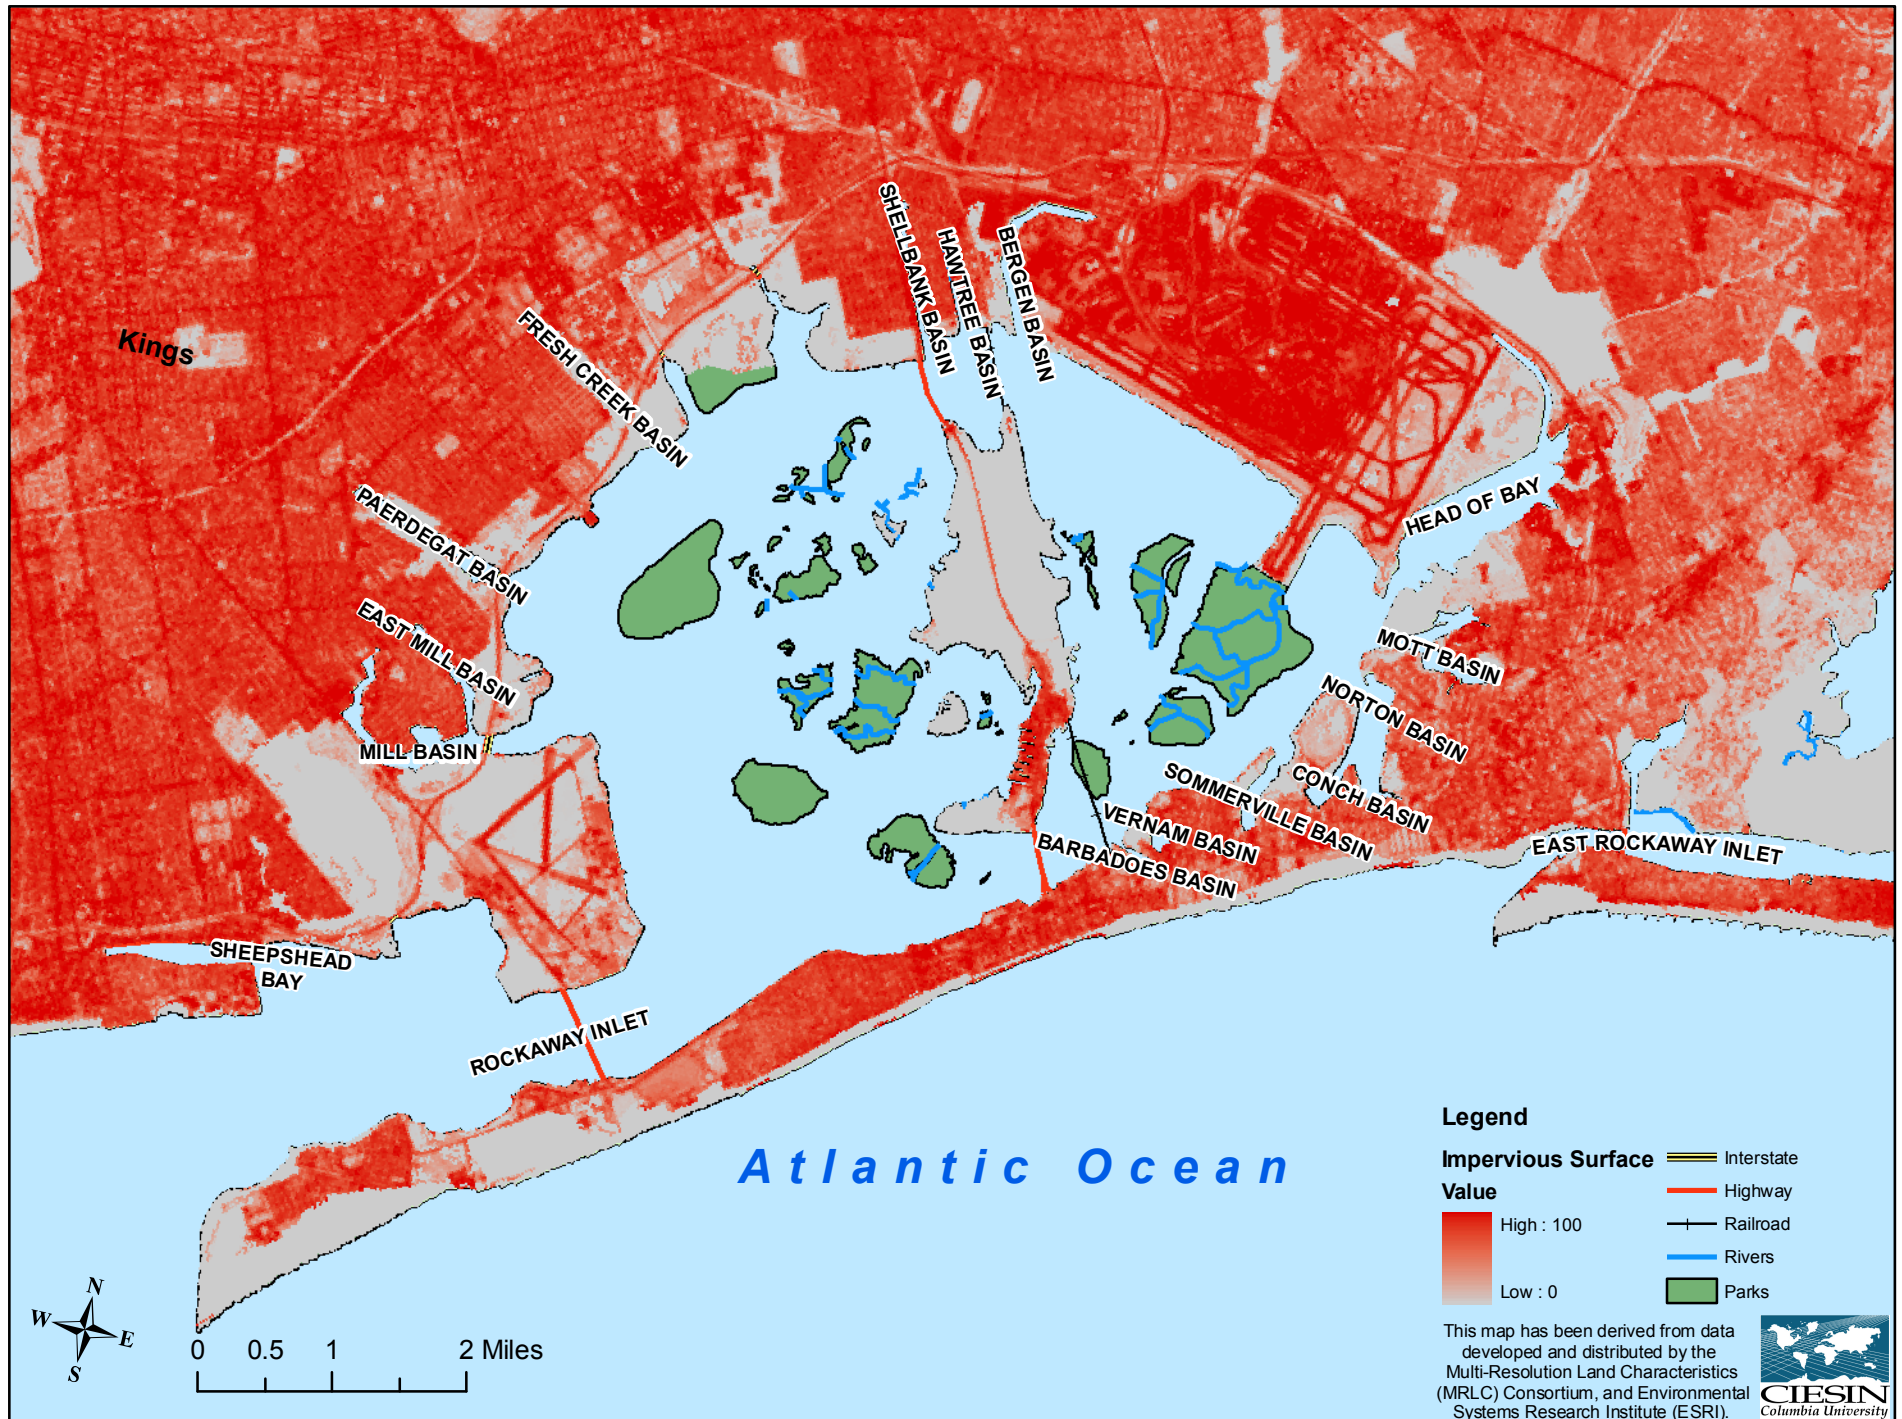 SHELLBANK BASIN
HAWTREE BASIN
BERGEN BASIN
Kings
FRESH CREEK BASIN
PAERDEGAT BASIN
HEAD OF BAY
EAST MILL BASIN
MOTT BASIN
NORTON BASIN
MILL BASIN
SOMMERVILLE BASIN
CONCH BASIN
VERNAM BASIN
BARBADOES BASIN
EAST ROCKAWAY INLET
SHEEPSHEAD
BAY
ROCKAWAY INLET
Atlantic Ocean
Legend
Impervious Surface
Value
High : 100
Low : 0
Interstate
Highway
Railroad
Rivers
Parks
N
W
E
S
0 0.5 1 2 Miles
This map has been derived from data
developed and distributed by the
Multi-Resolution Land Characteristics
(MRLC) Consortium, and Environmental
Systems Research Institute (ESRI).
CIESIN
Columbia University